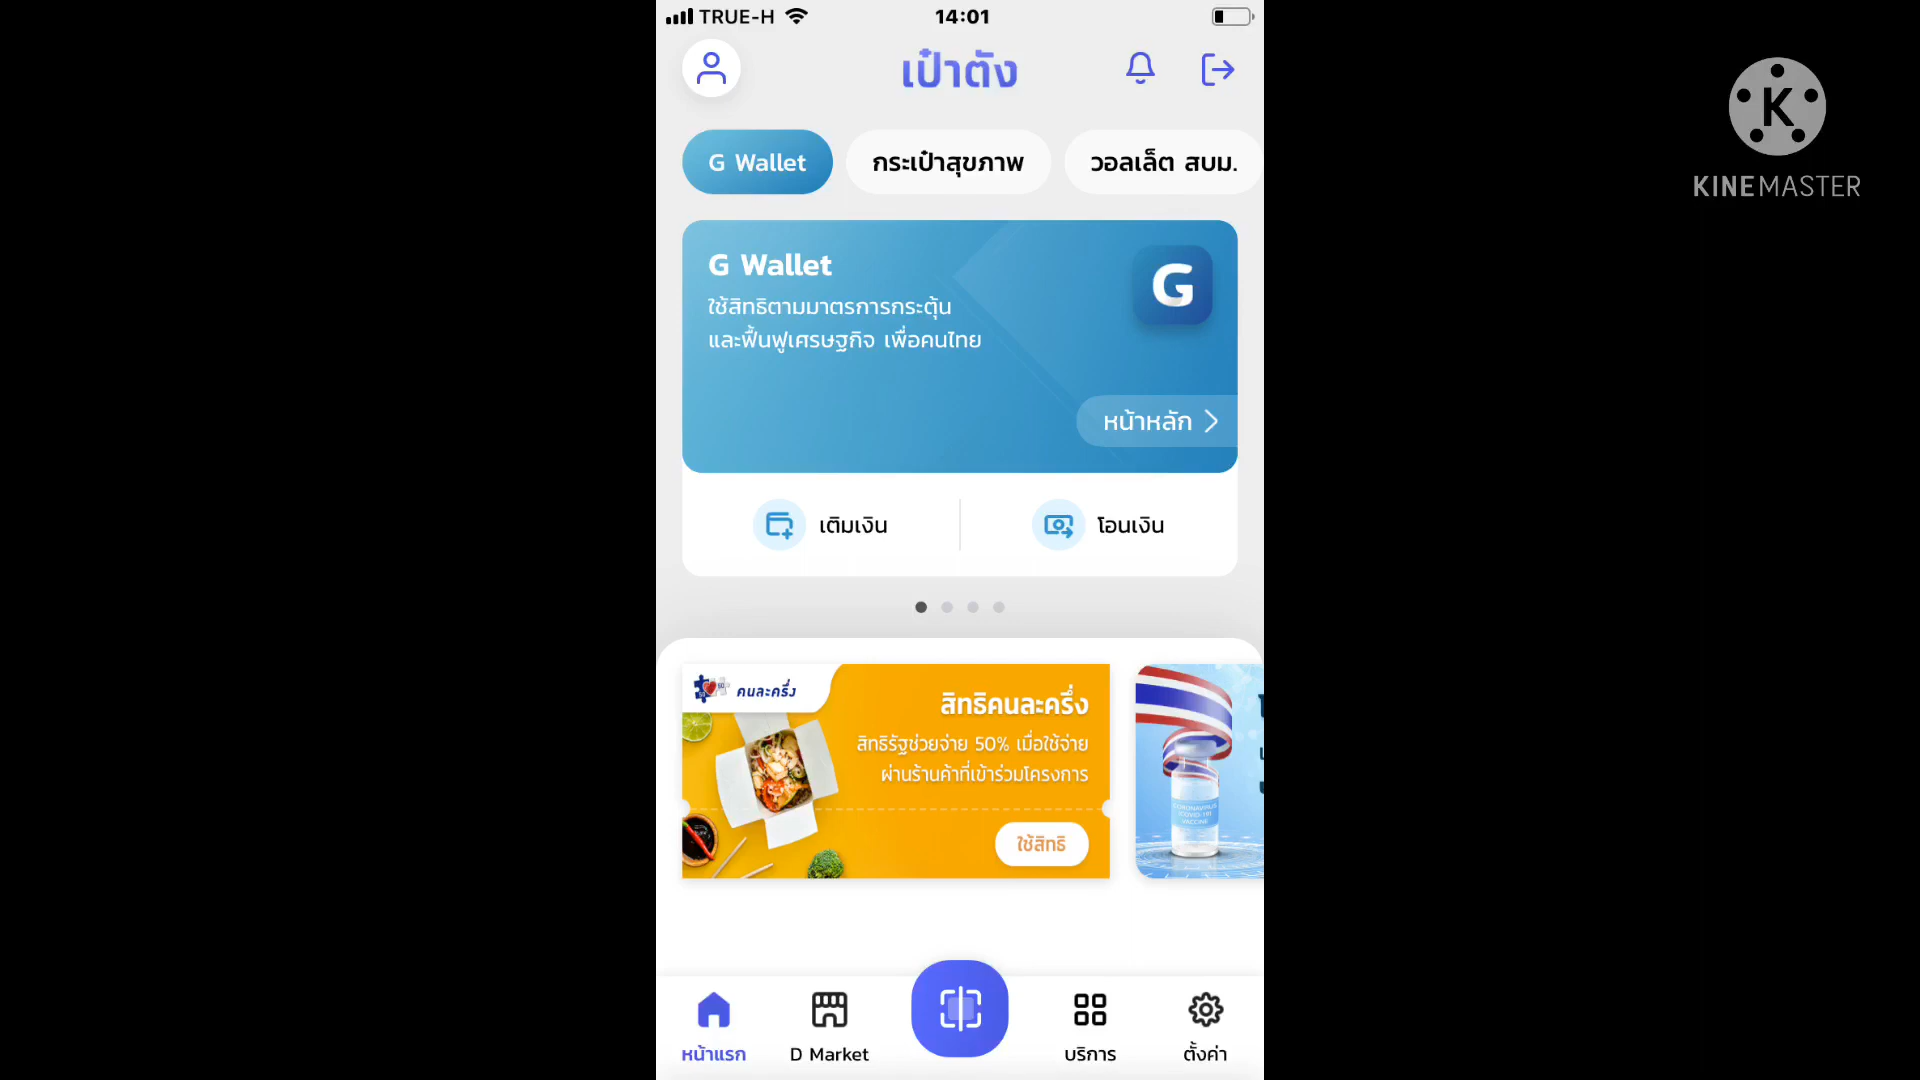 TRUE-H
14:01
เป๋าตัง
G Wallet
กระเป๋าสุขภาพ
วอลเล็ต สบม.
G Wallet
G
ใช้สิทธิตามมาตรการกระตุ้น
และฟื้นฟูเศรษฐกิจ เพื่อคนไทย
หน้าหลัก
เติมเงิน
โอนเงิน
คนละครึ่ง
สิทธิคนละครึ่ง
สิทธิรัฐช่วยจ่าย 50% เมื่อใช้จ่าย
ผ่านร้านค้าที่เข้าร่วมโครงการ
ใช้สิทธิ
CORONAVIRUS
COVID-19
VACCINE
หน้าแรก
D Market
บริการ
ตั้งค่า
K
KINEMASTER